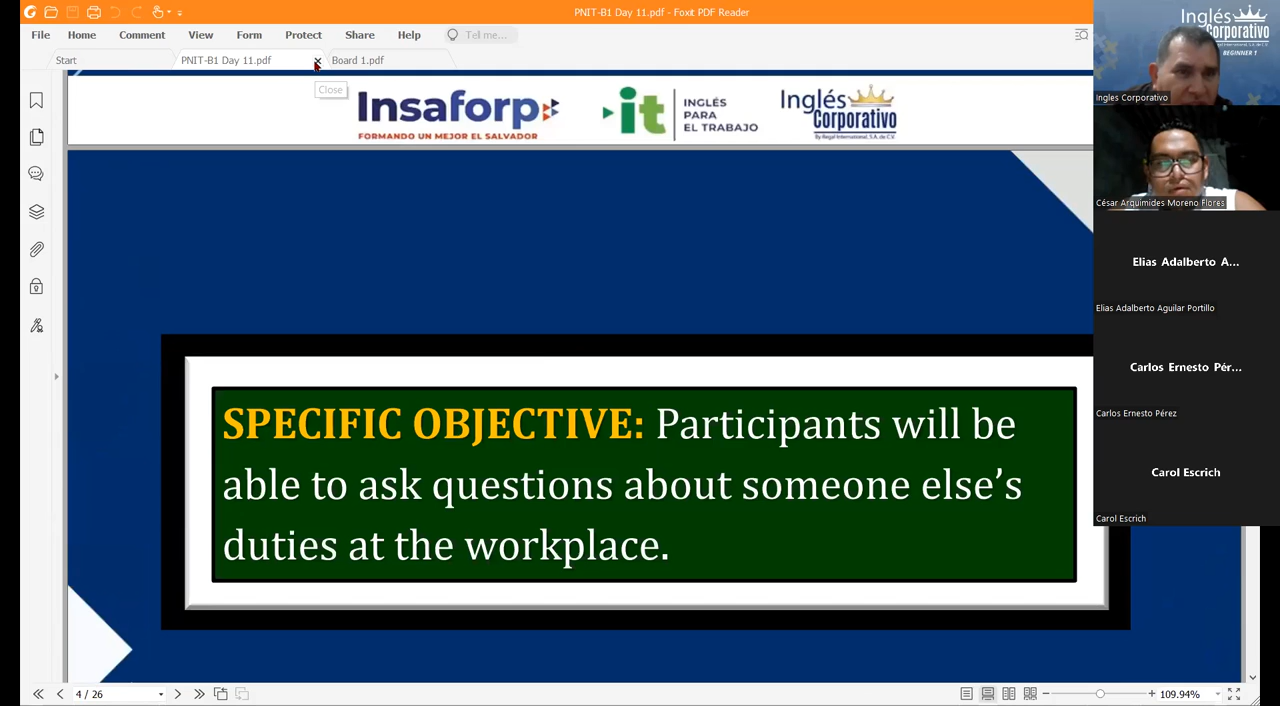 PNIT-B1 Day 11.pdf - Foxit PDF Reader
File Home Comment View Form Protect Share Help Tell me...
Start PNIT-B1 Day 11.pdf Board 1.pdf
Close
Insaforp
FORMANDO UN MEJOR EL SALVADOR
it
INGLÉS
PARA
EL TRABAJO
Inglés
Corporativo
By Regal International, S.A. de C.V.
SPECIFIC OBJECTIVE: Participants will be
able to ask questions about someone else’s
duties at the workplace.
Inglés
Corporativo
BEGINNER 1
Ingles Corporativo
César Arquimides Moreno Flores
Elias Adalberto A...
Elias Adalberto Aguilar Portillo
Carlos Ernesto Pér...
Carlos Ernesto Pérez
Carol Escrich
Carol Escrich
4 / 26
109.94%